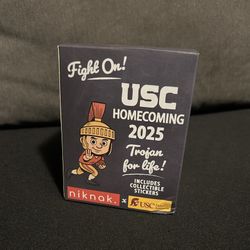 Fight On!
USC
HOMECOMING
2025
Trojan
for life!
INCLUDES
COLLECTIBLE
STICKERS
niknak.
x
USC